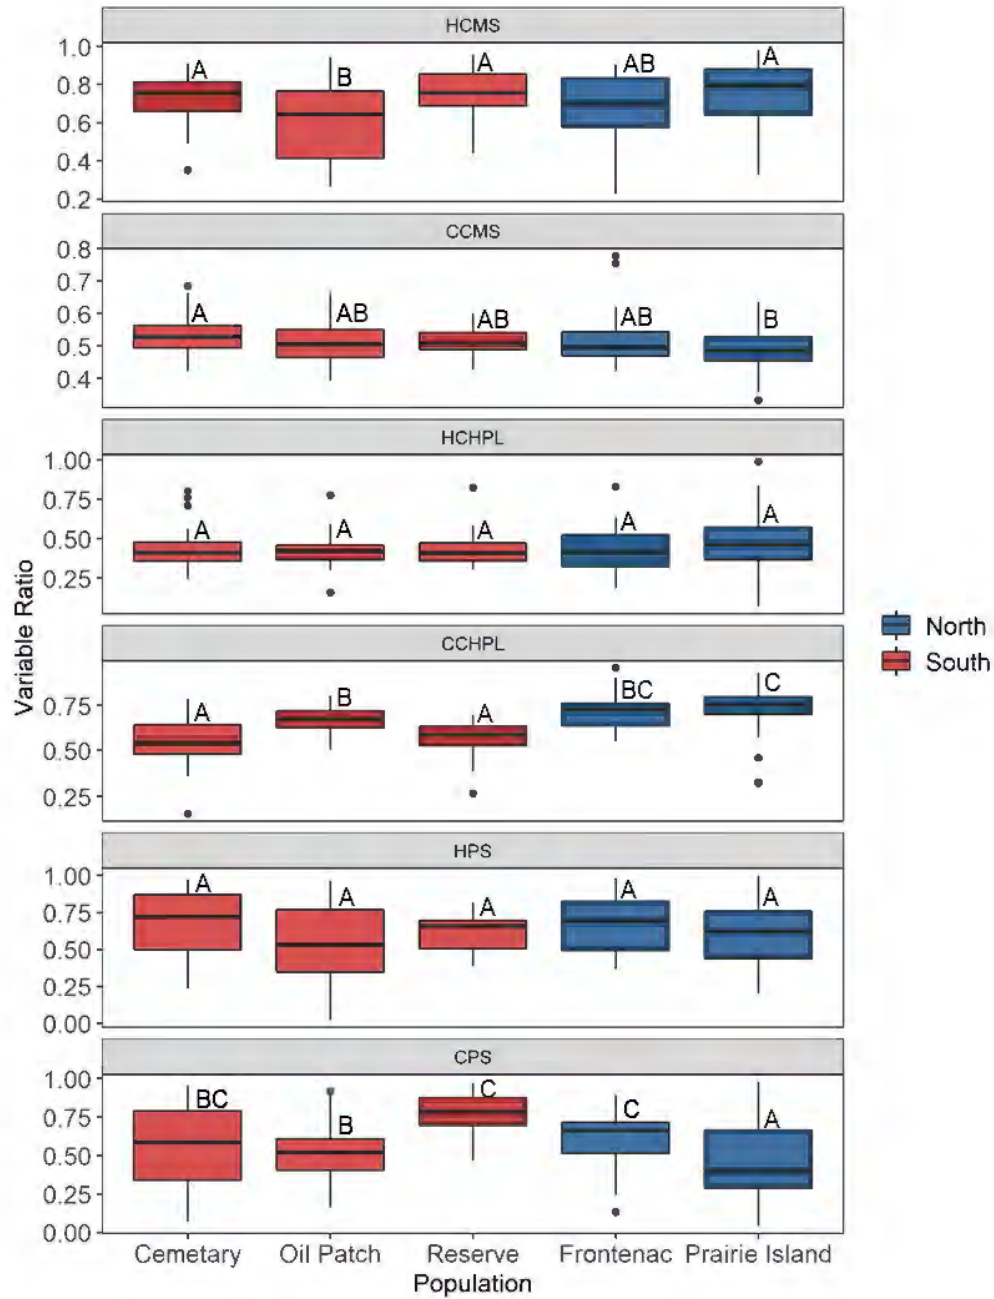 HCMS
1.0
0.8
0.6
0.4
0.2
A B A AB A
CCMS
0.8
0.7
0.6
0.5
0.4
A AB AB AB B
HCHPL
1.00
0.75
0.50
0.25
A A A A A
CCHPL
0.75
0.50
0.25
A B A BC C
HPS
1.00
0.75
0.50
0.25
0.00
A A A A A
CPS
1.00
0.75
0.50
0.25
0.00
BC B C C A
Cemetary Oil Patch Reserve Frontenac Prairie Island
Population
Variable Ratio
North
South